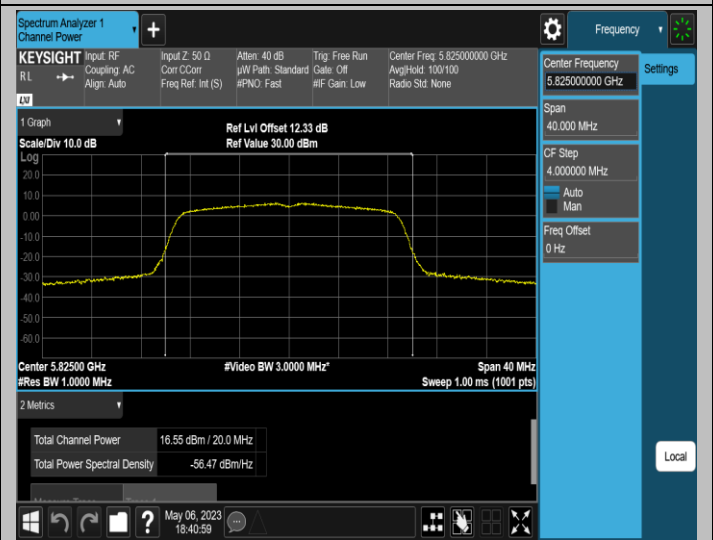 Spectrum Analyzer 1
Channel Power
Frequency
KEYSIGHT
RL
LXI
Input: RF
Coupling: AC
Align: Auto
Input Z: 50 Ω
Corr CCorr
Freq Ref: Int (S)
Atten: 40 dB
µW Path: Standard
#PNO: Fast
Trig: Free Run
Gate: Off
#IF Gain: Low
Center Freq: 5.825000000 GHz
Avg|Hold: 100/100
Radio Std: None
Center Frequency
5.825000000 GHz
Settings
Span
40.000 MHz
CF Step
4.000000 MHz
Auto
Man
Freq Offset
0 Hz
1 Graph
Scale/Div 10.0 dB
Ref Lvl Offset 12.33 dB
Ref Value 30.00 dBm
Log
20.0
10.0
0.00
-10.0
-20.0
-30.0
-40.0
-50.0
-60.0
Center 5.82500 GHz
#Video BW 3.0000 MHz*
Span 40 MHz
#Res BW 1.0000 MHz
Sweep 1.00 ms (1001 pts)
2 Metrics
Total Channel Power 16.55 dBm / 20.0 MHz
Total Power Spectral Density -56.47 dBm/Hz
Local
?
May 06, 2023
18:40:59